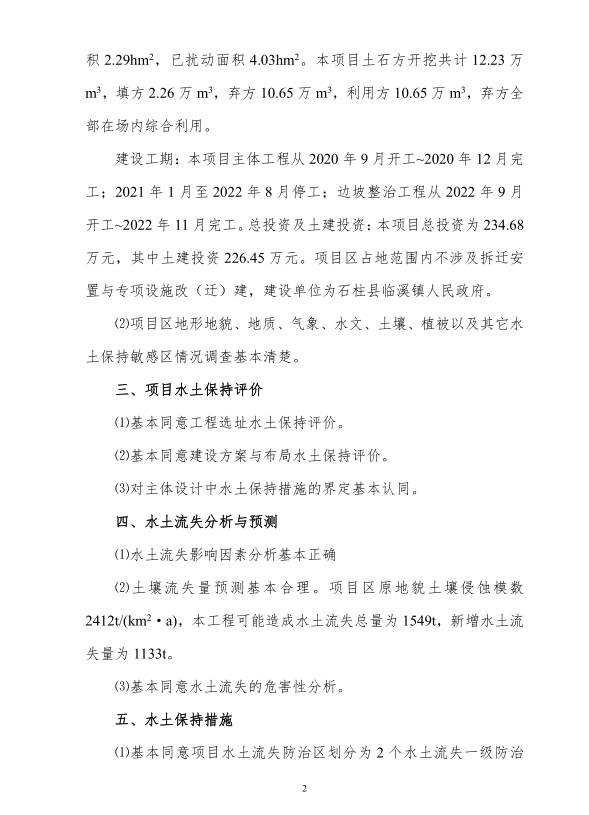 积 2.29hm²，已扰动面积 4.03hm²。本项目土石方开挖共计 12.23 万
m³，填方 2.26 万 m³，弃方 10.65 万 m³，利用方 10.65 万 m³，弃方全
部在场内综合利用。
建设工期：本项目主体工程从 2020 年 9 月开工~2020 年 12 月完
工；2021 年 1 月至 2022 年 8 月停工；边坡整治工程从 2022 年 9 月
开工~2022 年 11 月完工。总投资及土建投资：本项目总投资为 234.68
万元，其中土建投资 226.45 万元。项目区占地范围内不涉及拆迁安
置与专项设施改（迁）建，建设单位为石柱县临溪镇人民政府。
⑵项目区地形地貌、地质、气象、水文、土壤、植被以及其它水
土保持敏感区情况调查基本清楚。
三、项目水土保持评价
⑴基本同意工程选址水土保持评价。
⑵基本同意建设方案与布局水土保持评价。
⑶对主体设计中水土保持措施的界定基本认同。
四、水土流失分析与预测
⑴水土流失影响因素分析基本正确
⑵土壤流失量预测基本合理。项目区原地貌土壤侵蚀模数
2412t/(km²·a)，本工程可能造成水土流失总量为 1549t，新增水土流
失量为 1133t。
⑶基本同意水土流失的危害性分析。
五、水土保持措施
⑴基本同意项目水土流失防治区划分为 2 个水土流失一级防治
2